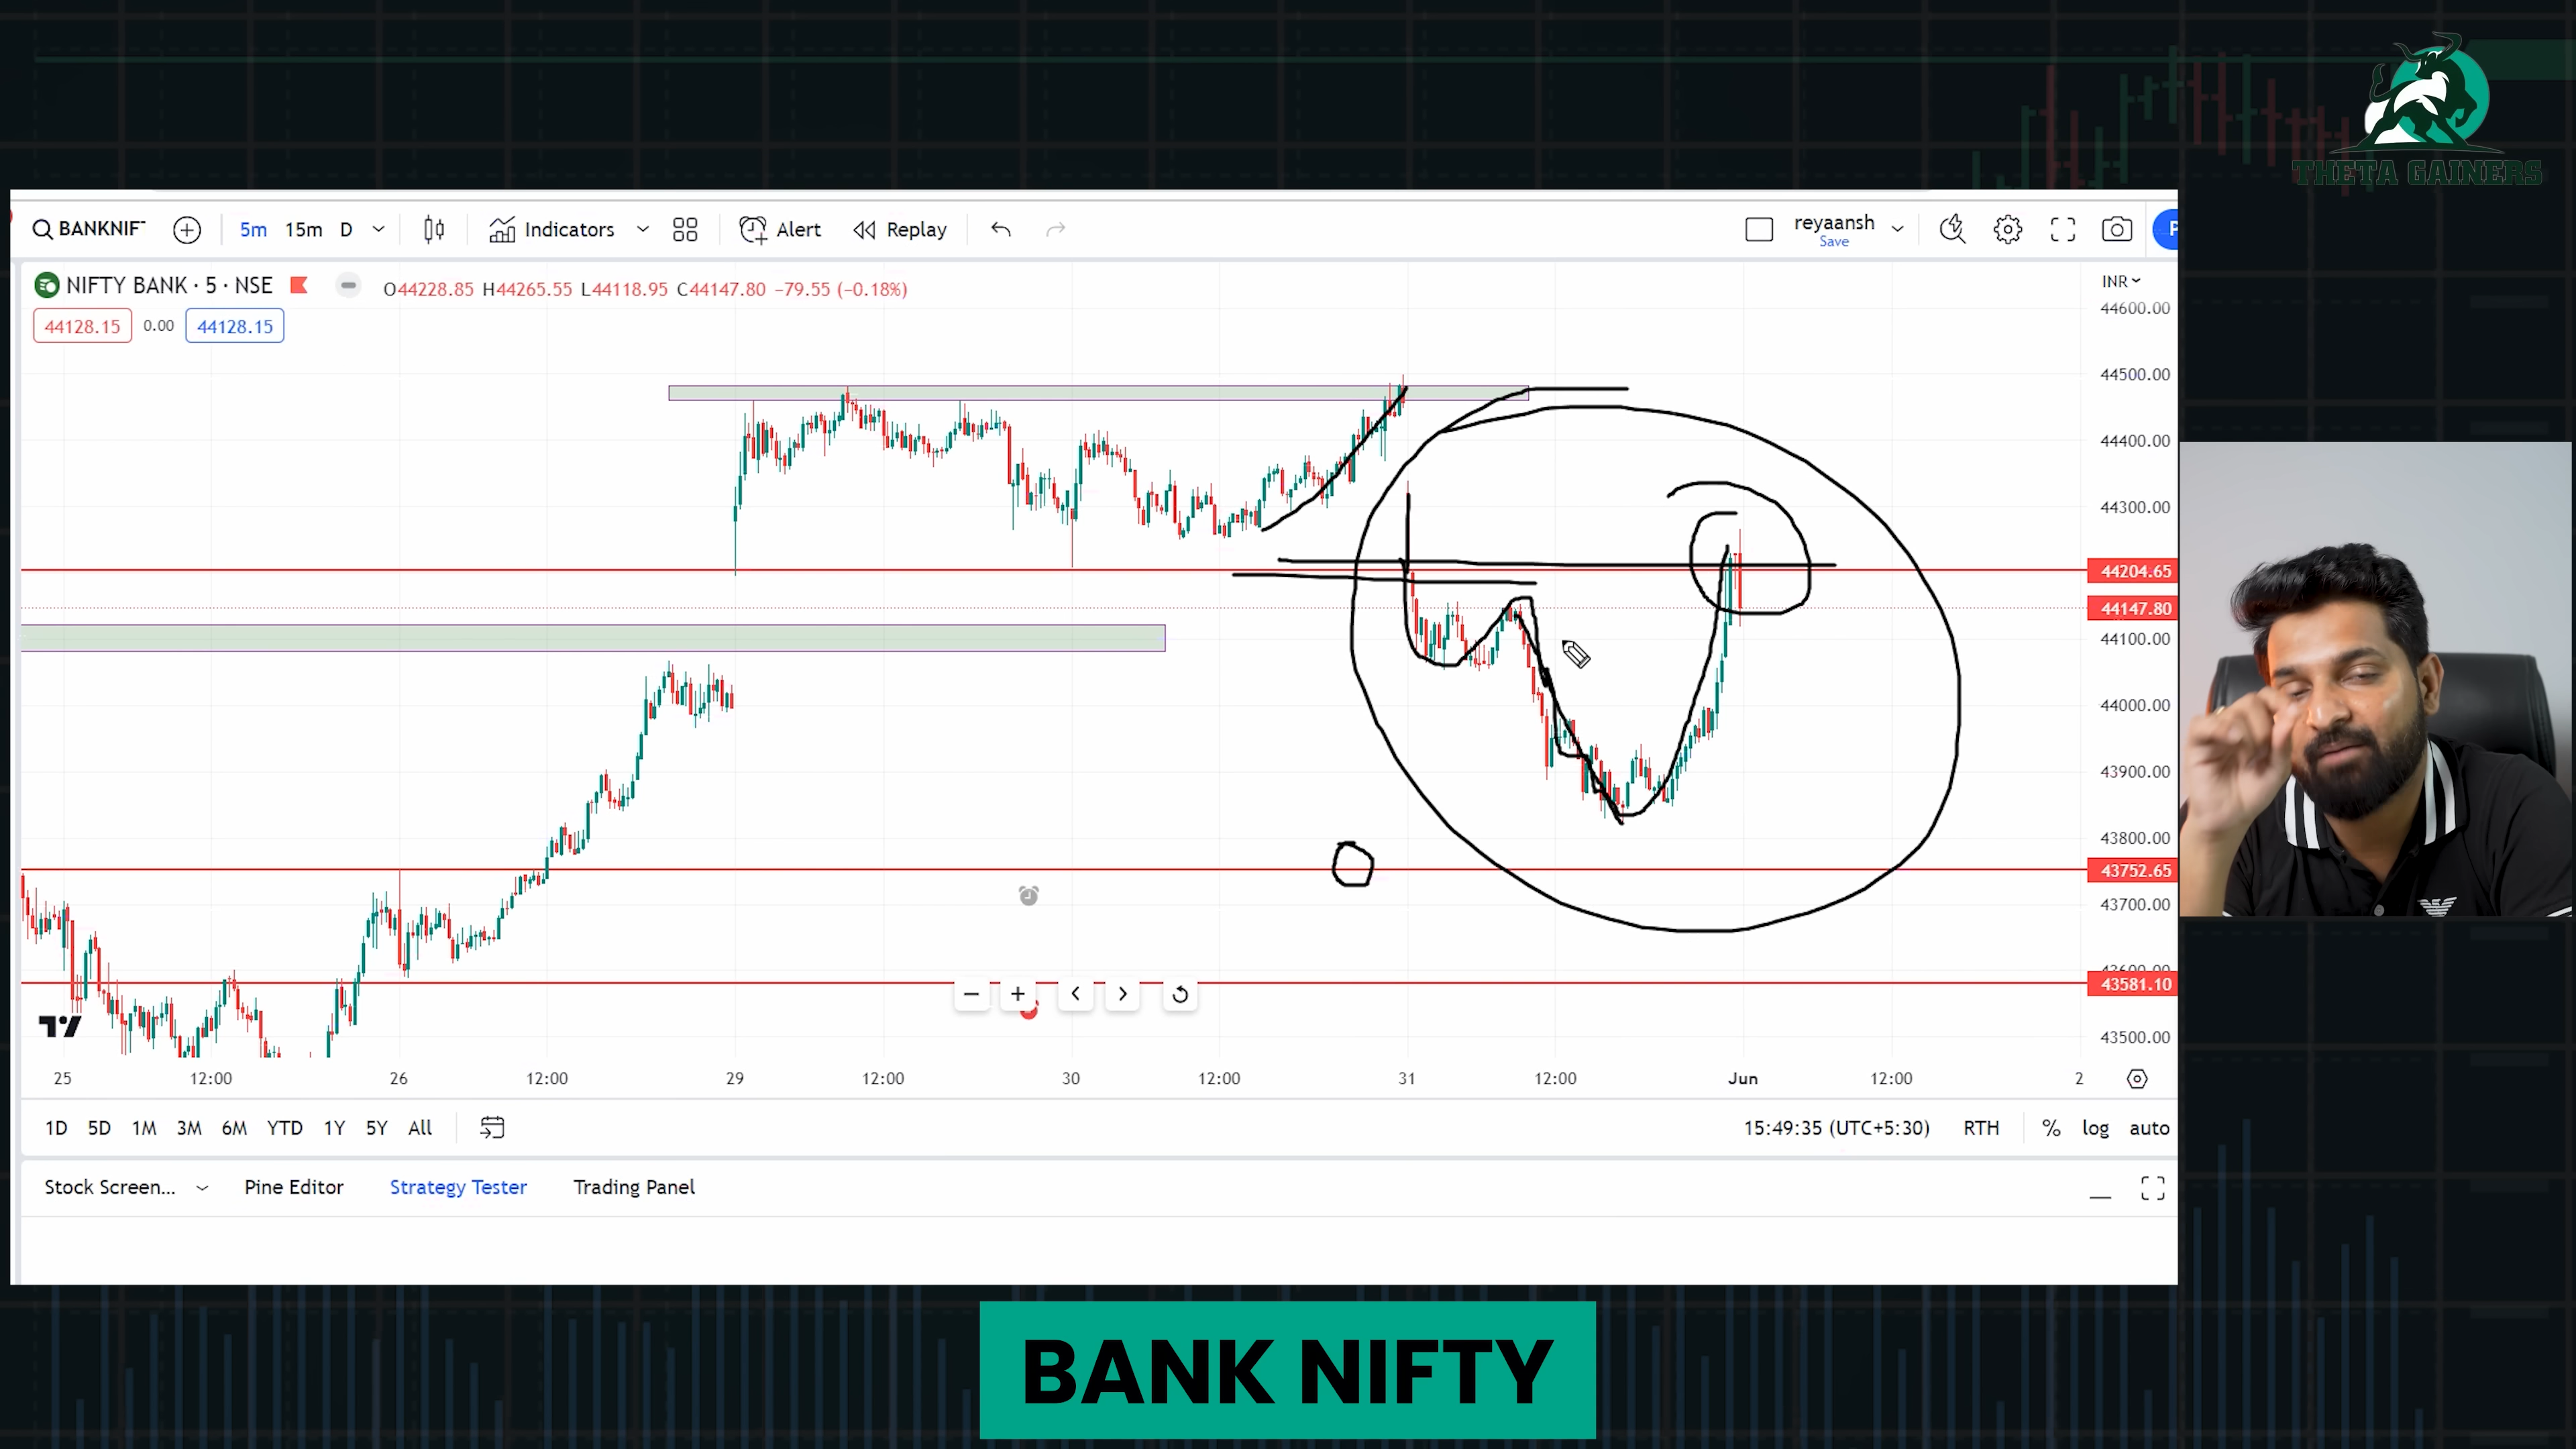 THETA GAINERS
BANKNIF
5m 15m D Indicators Alert Replay reyaansh
Save
NIFTY BANK · 5 · NSE O44228.85 H44265.55 L44118.95 C44147.80 −79.55 (−0.18%)
INR
44128.15 0.00 44128.15
44600.00
44500.00
44400.00
44300.00
44204.65
44147.80
44100.00
44000.00
43900.00
43800.00
43752.65
43700.00
43600.00
43581.10
43500.00
25 12:00 26 12:00 29 12:00 30 12:00 31 12:00 Jun 12:00 2
1D 5D 1M 3M 6M YTD 1Y 5Y All 15:49:35 (UTC+5:30) RTH % log auto
Stock Screen... Pine Editor Strategy Tester Trading Panel
BANK NIFTY